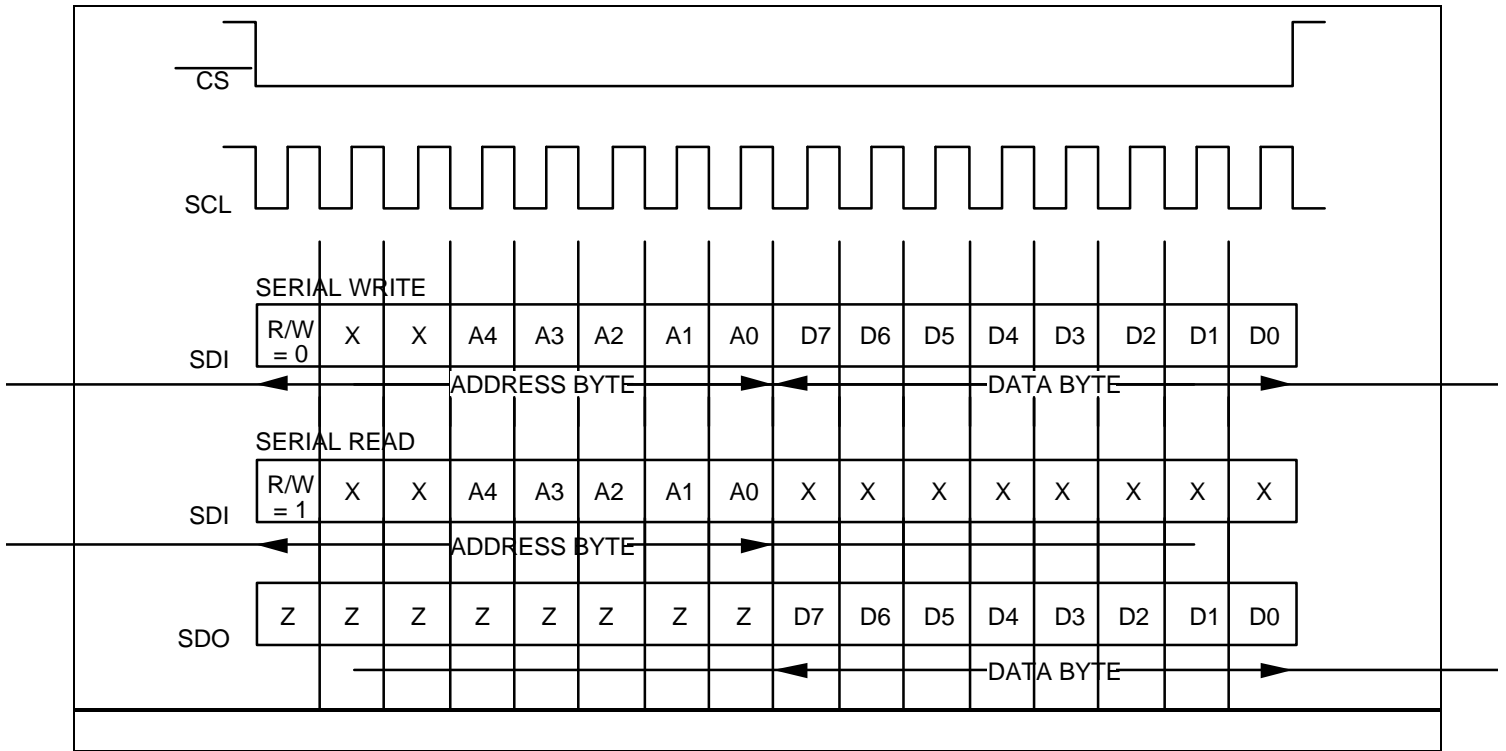 CS
SCL
SERIAL WRITE
SDI R/W = 0 X X A4 A3 A2 A1 A0 D7 D6 D5 D4 D3 D2 D1 D0
ADDRESS BYTE DATA BYTE
SERIAL READ
SDI R/W = 1 X X A4 A3 A2 A1 A0 X X X X X X X X
ADDRESS BYTE
SDO Z Z Z Z Z Z Z Z D7 D6 D5 D4 D3 D2 D1 D0
DATA BYTE